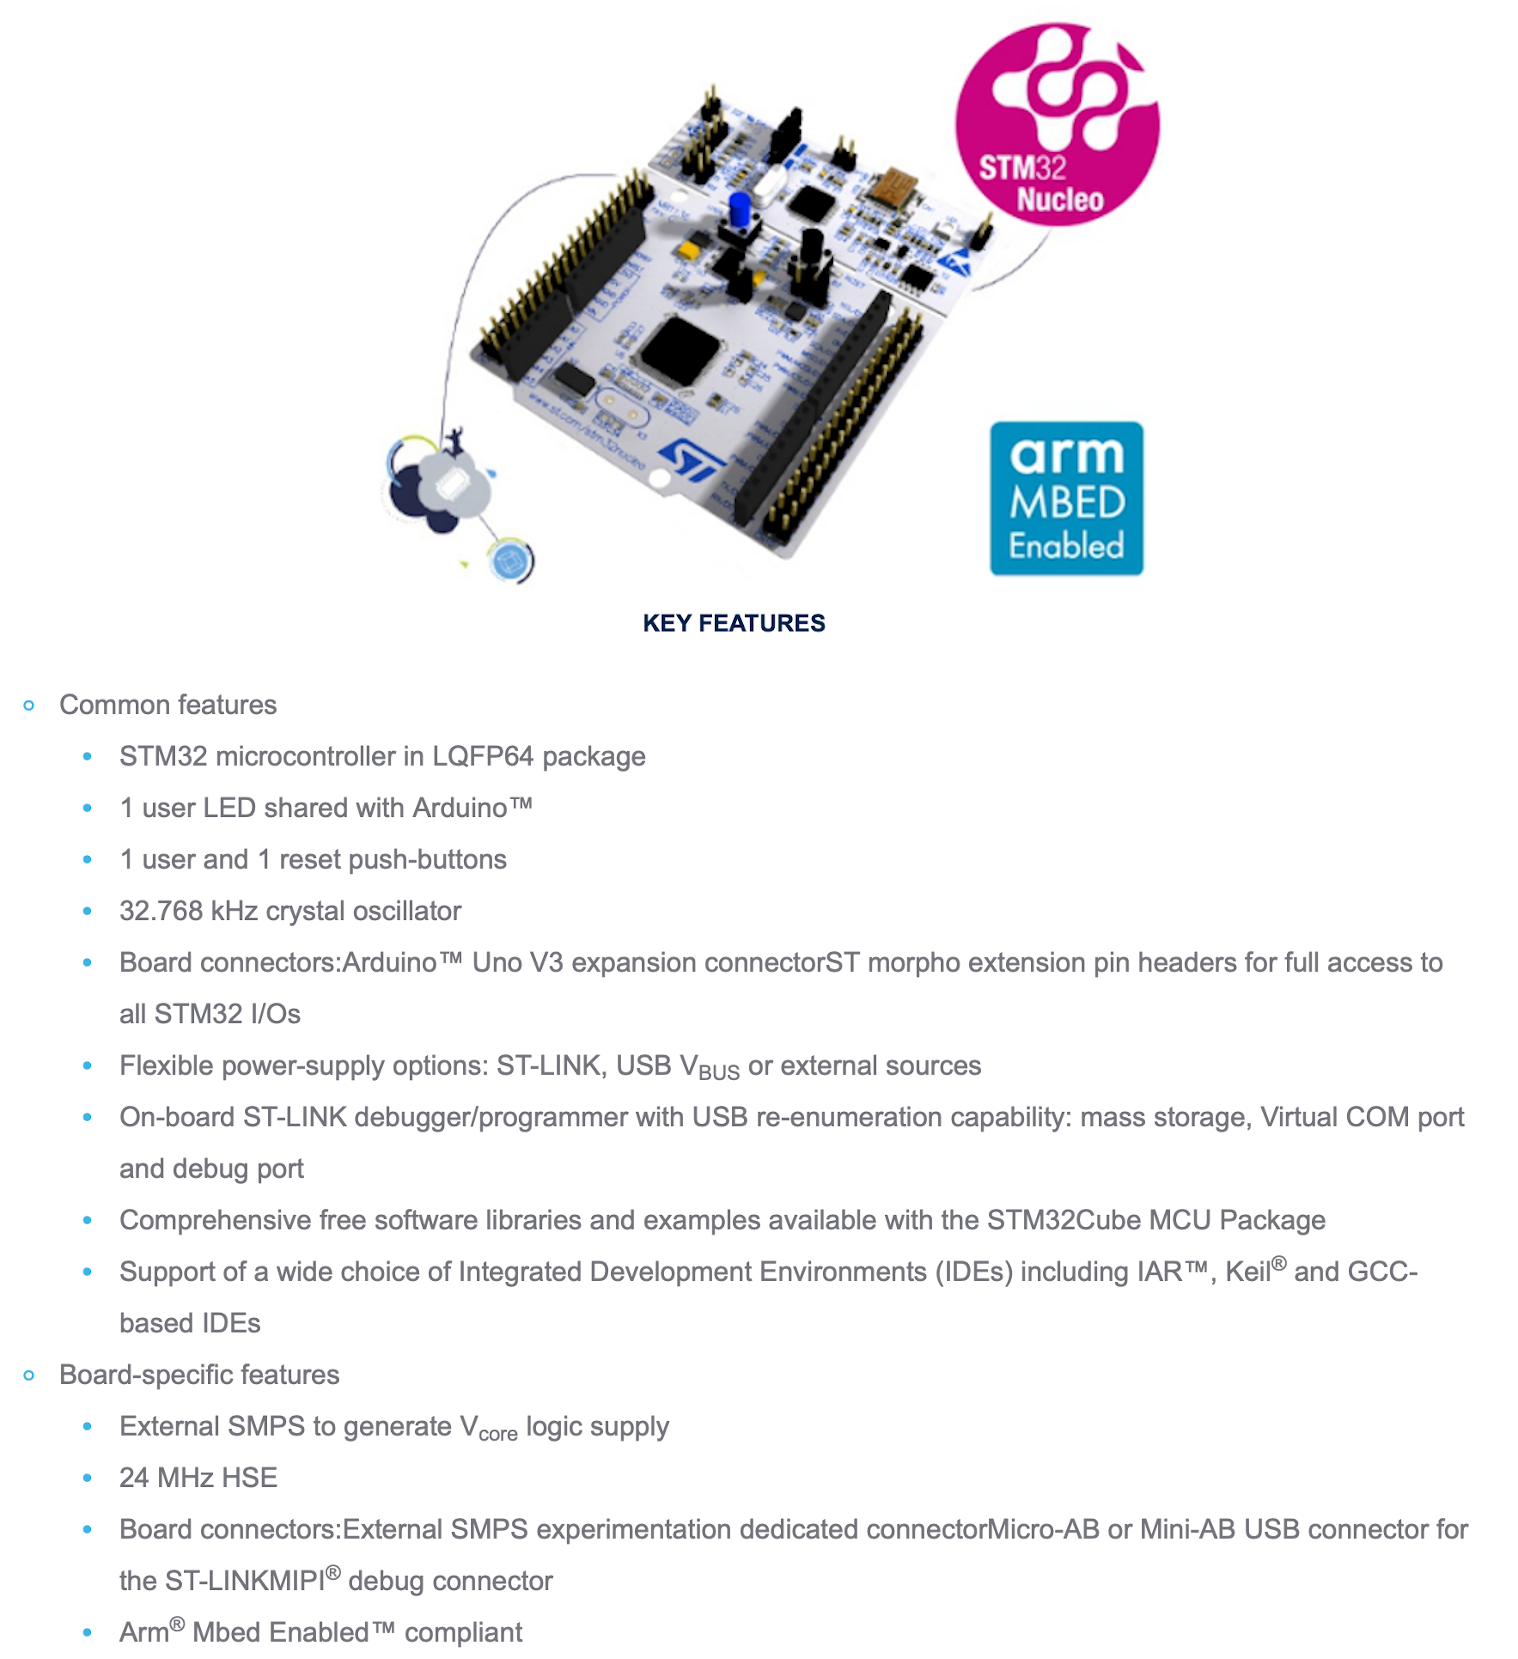 STM32
Nucleo
www.st.com/stm32nucleo
ST
arm
MBED
Enabled
KEY FEATURES
Common features
STM32 microcontroller in LQFP64 package
1 user LED shared with Arduino™
1 user and 1 reset push-buttons
32.768 kHz crystal oscillator
Board connectors:Arduino™ Uno V3 expansion connectorST morpho extension pin headers for full access to
all STM32 I/Os
Flexible power-supply options: ST-LINK, USB VBUS or external sources
On-board ST-LINK debugger/programmer with USB re-enumeration capability: mass storage, Virtual COM port
and debug port
Comprehensive free software libraries and examples available with the STM32Cube MCU Package
Support of a wide choice of Integrated Development Environments (IDEs) including IAR™, Keil® and GCC-
based IDEs
Board-specific features
External SMPS to generate Vcore logic supply
24 MHz HSE
Board connectors:External SMPS experimentation dedicated connectorMicro-AB or Mini-AB USB connector for
the ST-LINKMIPI® debug connector
Arm® Mbed Enabled™ compliant